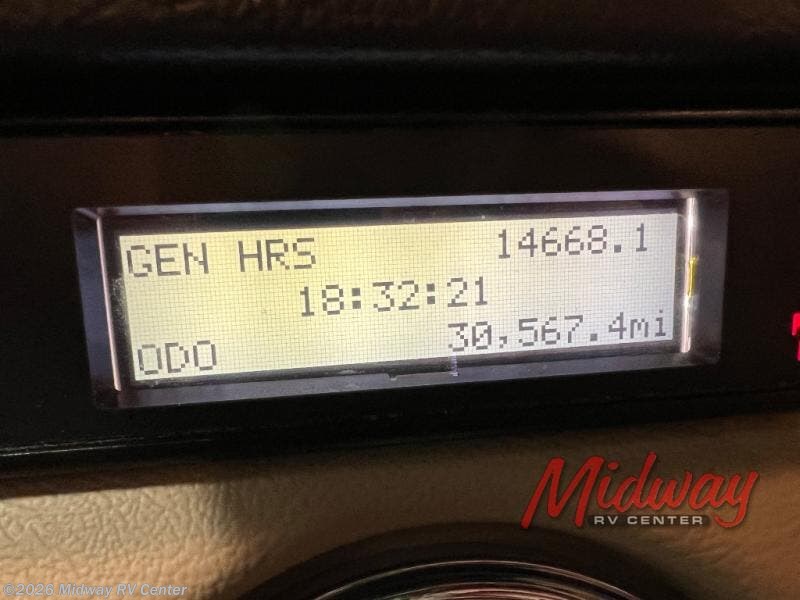 GEN HRS 14668.1
18:32:21
ODO 30,567.4mi
Midway
RV CENTER
©2026 Midway RV Center